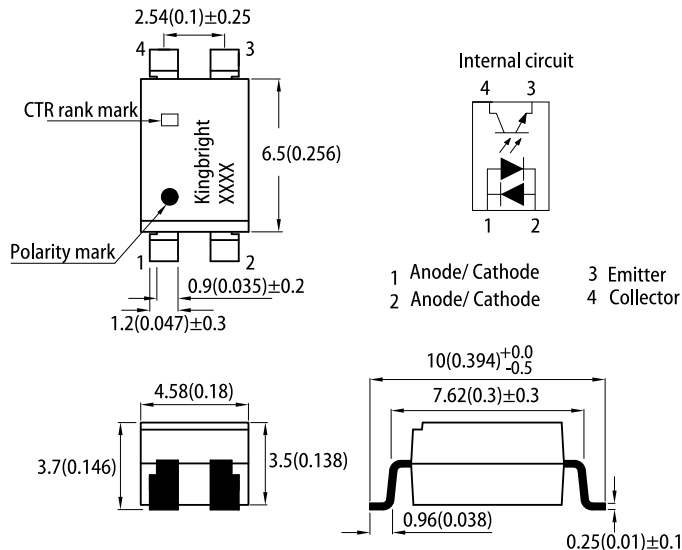 2.54(0.1)±0.25
4
3
CTR rank mark
Kingbright
XXXX
6.5(0.256)
Polarity mark
1
2
0.9(0.035)±0.2
1.2(0.047)±0.3
Internal circuit
4 3
1 2
1 Anode/ Cathode
2 Anode/ Cathode
3 Emitter
4 Collector
4.58(0.18)
3.7(0.146)
3.5(0.138)
10(0.394)+0.0
-0.5
7.62(0.3)±0.3
0.96(0.038)
0.25(0.01)±0.1